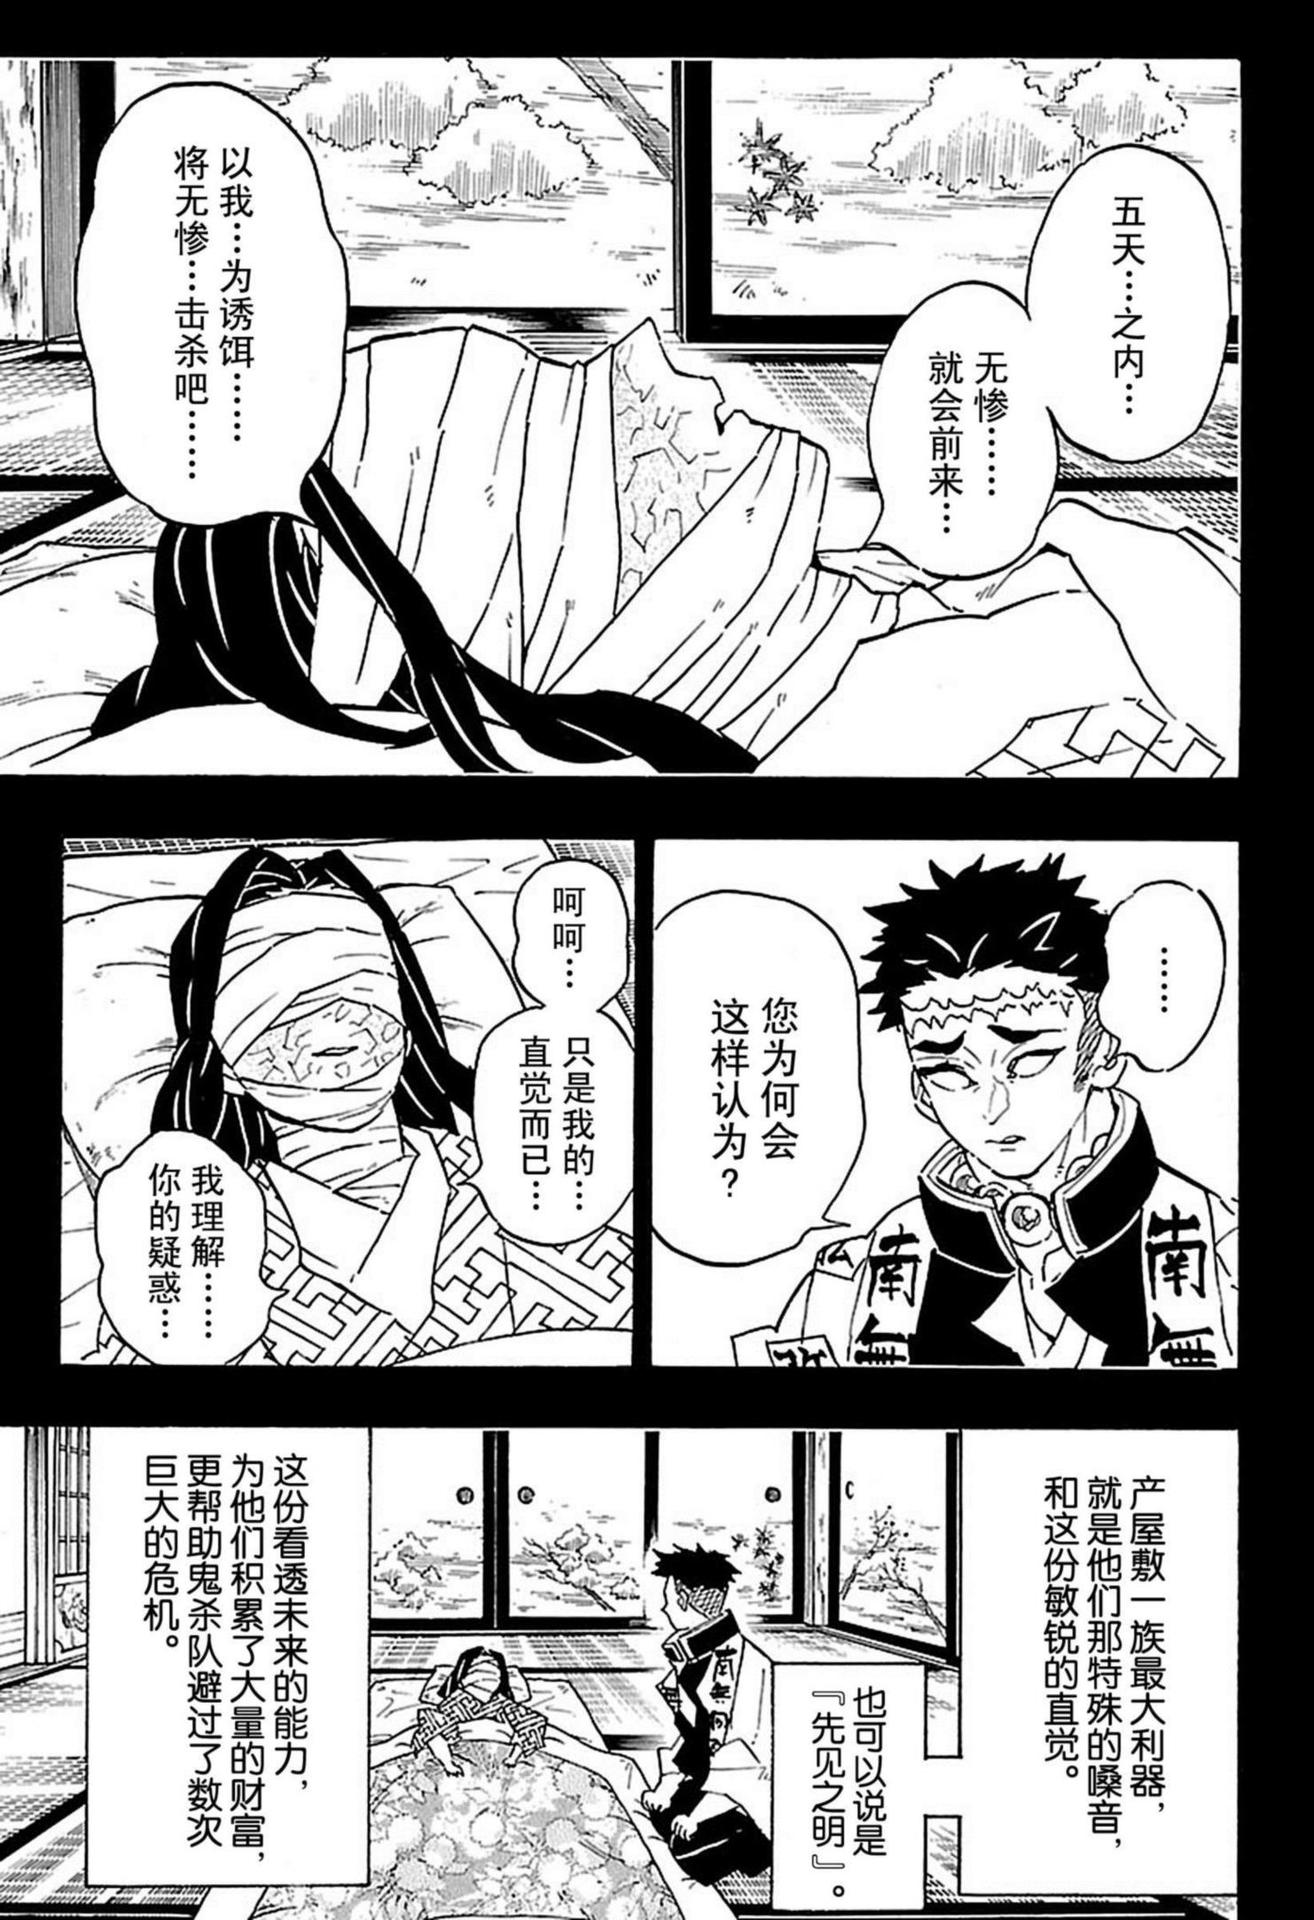 五天…之内…
无惨……
就会前来…
以我…为诱饵……
将无惨…击杀吧………
……
您为何会
这样认为？
呵呵…
只是我的…
直觉而已…
我理解……
你的疑惑…
南無
南無
产屋敷一族最大利器，
就是他们那特殊的嗓音，
和这份敏锐的直觉。
也可以说是
『先见之明』。
南無
这份看透未来的能力，
为他们积累了大量的财富，
更帮助鬼杀队避过了数次
巨大的危机。